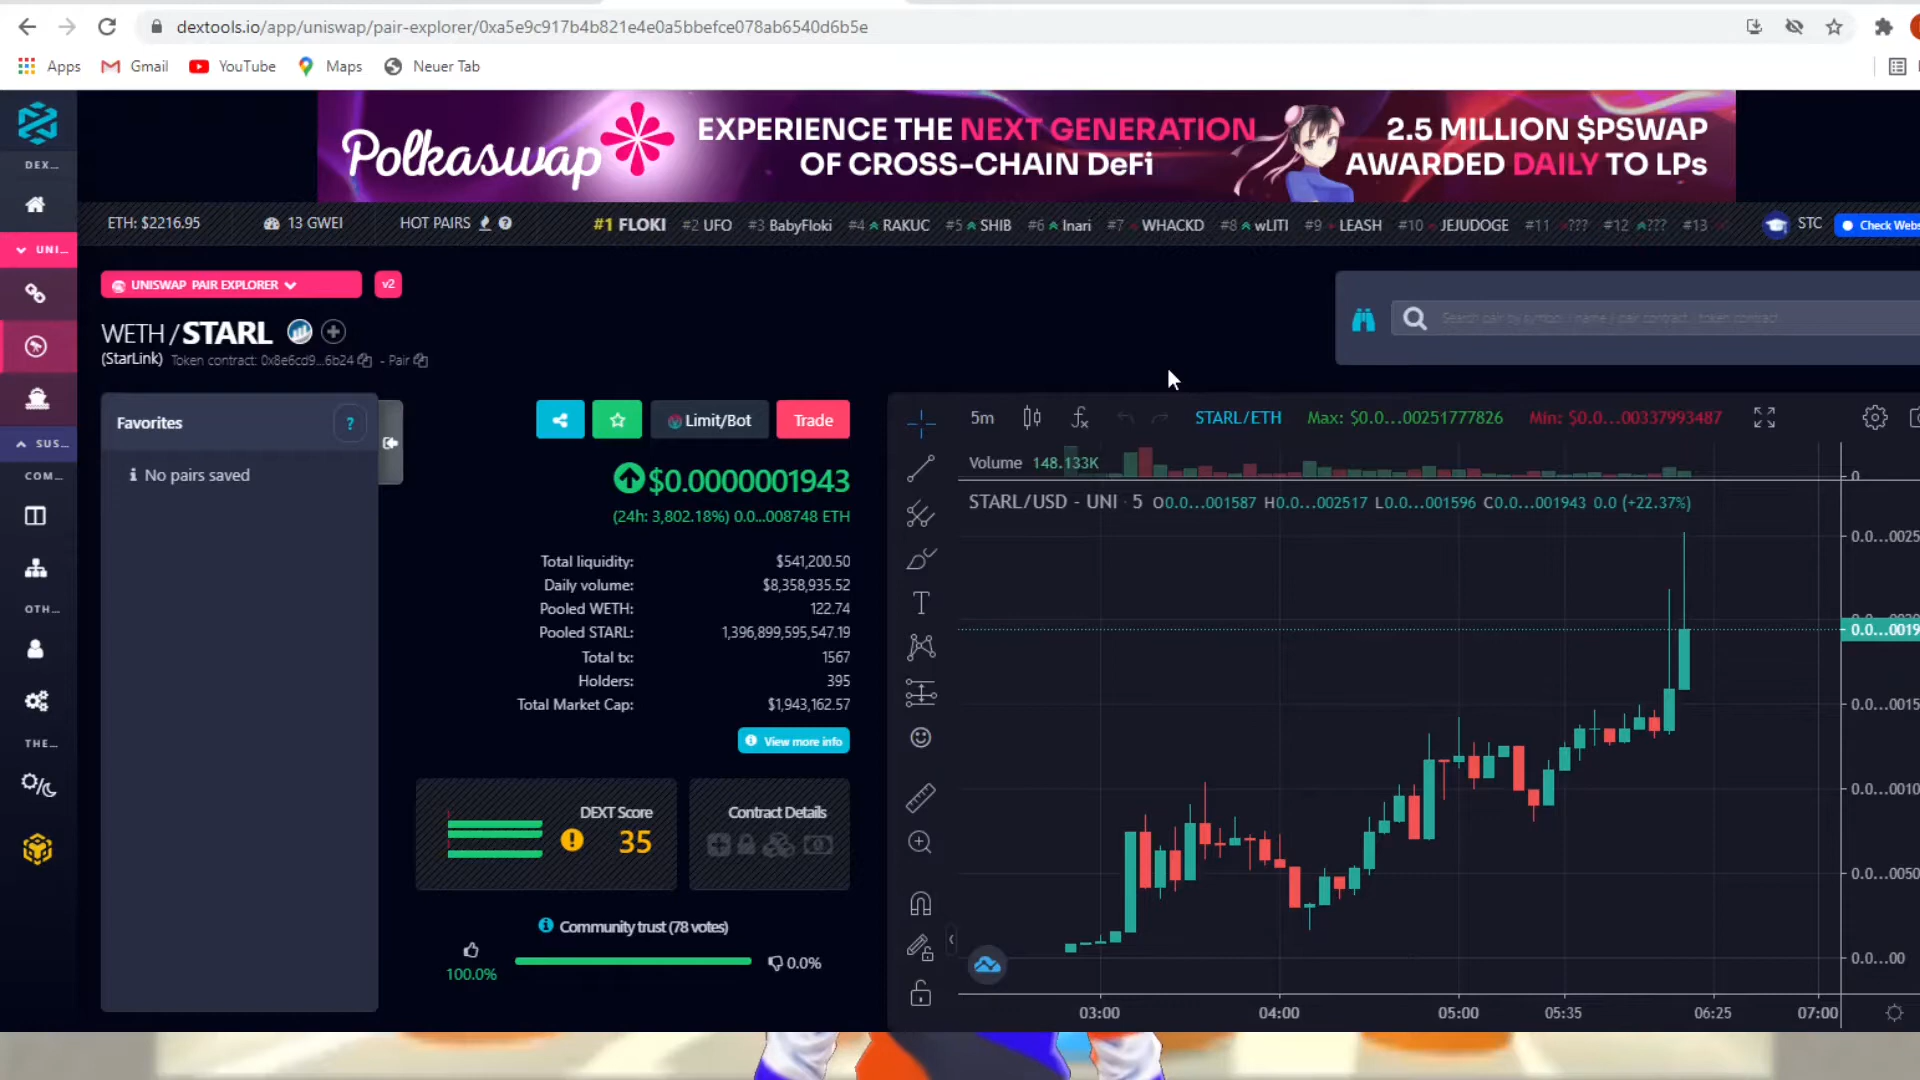 dextools.io/app/uniswap/pair-explorer/0xa5e9c917b4b821e4e0a5bbefce078ab6540d6b5e
Apps Gmail YouTube Maps Neuer Tab
Polkaswap
EXPERIENCE THE NEXT GENERATION
OF CROSS-CHAIN DeFi
2.5 MILLION $PSWAP
AWARDED DAILY TO LPs
DEX...
ETH: $2216.95 13 GWEI HOT PAIRS #1 FLOKI #2 UFO #3 BabyFloki #4 RAKUC #5 SHIB #6 Inari #7 WHACKD #8 wLITI #9 LEASH #10 JEJUDOGE #11 ??? #12 ??? #13 STC Check Webs
UNI...
UNISWAP PAIR EXPLORER v2
WETH/STARL
(StarLink) Token contract: 0x8e6cd9...6b24 - Pair
Search pair by symbol, name, pair contract, token contract
Favorites ?
No pairs saved
SUS...
COM...
OTH...
THE...
Limit/Bot Trade
$0.0000001943
(24h: 3,802.18%) 0.0...008748 ETH
Total liquidity: $541,200.50
Daily volume: $8,358,935.52
Pooled WETH: 122.74
Pooled STARL: 1,396,899,595,547.19
Total tx: 1567
Holders: 395
Total Market Cap: $1,943,162.57
View more info
DEXT Score
35
Contract Details
Community trust (78 votes)
100.0% 0.0%
5m STARL/ETH Max: $0.0...00251777826 Min: $0.0...00337993487
Volume 148.133K
0
STARL/USD - UNI · 5 O0.0...001587 H0.0...002517 L0.0...001596 C0.0...001943 0.0 (+22.37%)
0.0...0025
0.0...0019
0.0...0015
0.0...0010
0.0...0050
0.0...00
03:00 04:00 05:00 05:35 06:25 07:00